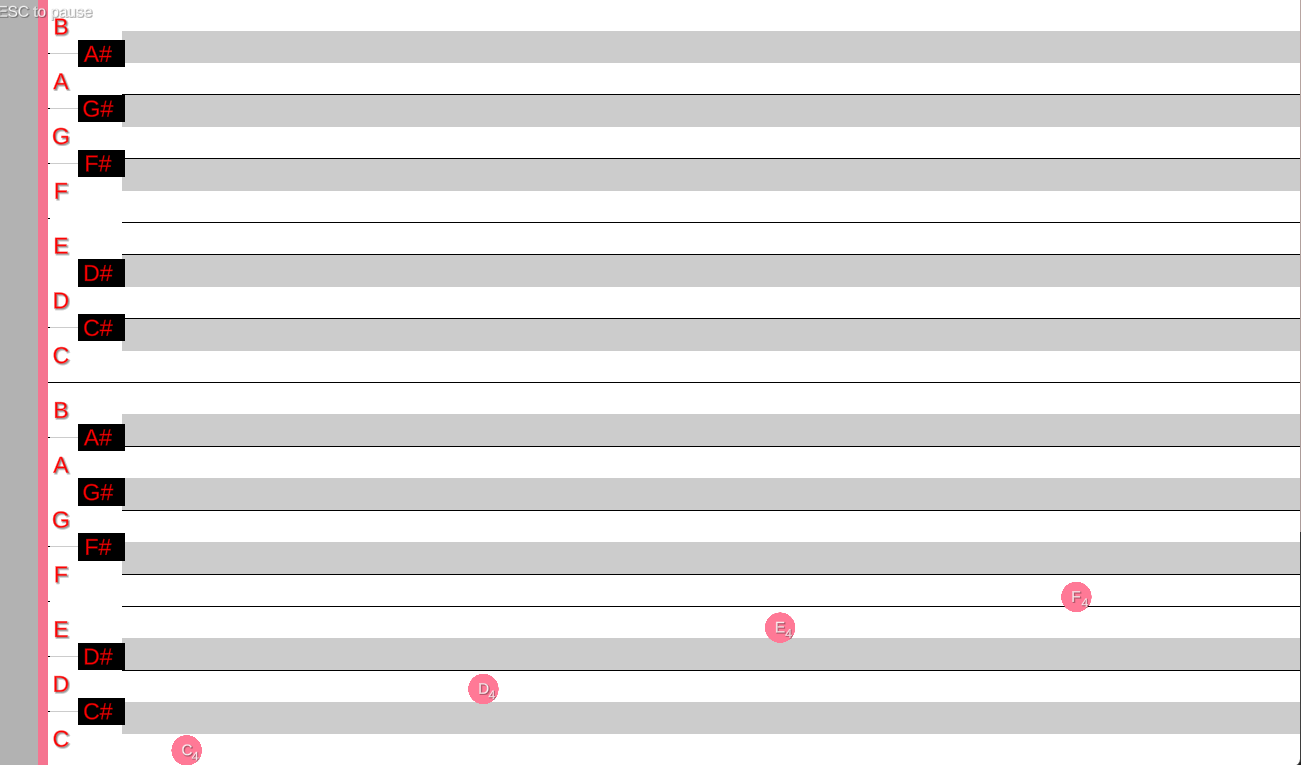 ESC to pause
B
A#
A
G#
G
F#
F
E
D#
D
C#
C
B
A#
A
G#
G
F#
F
F4
E4
E
D#
D
D4
C#
C
C4